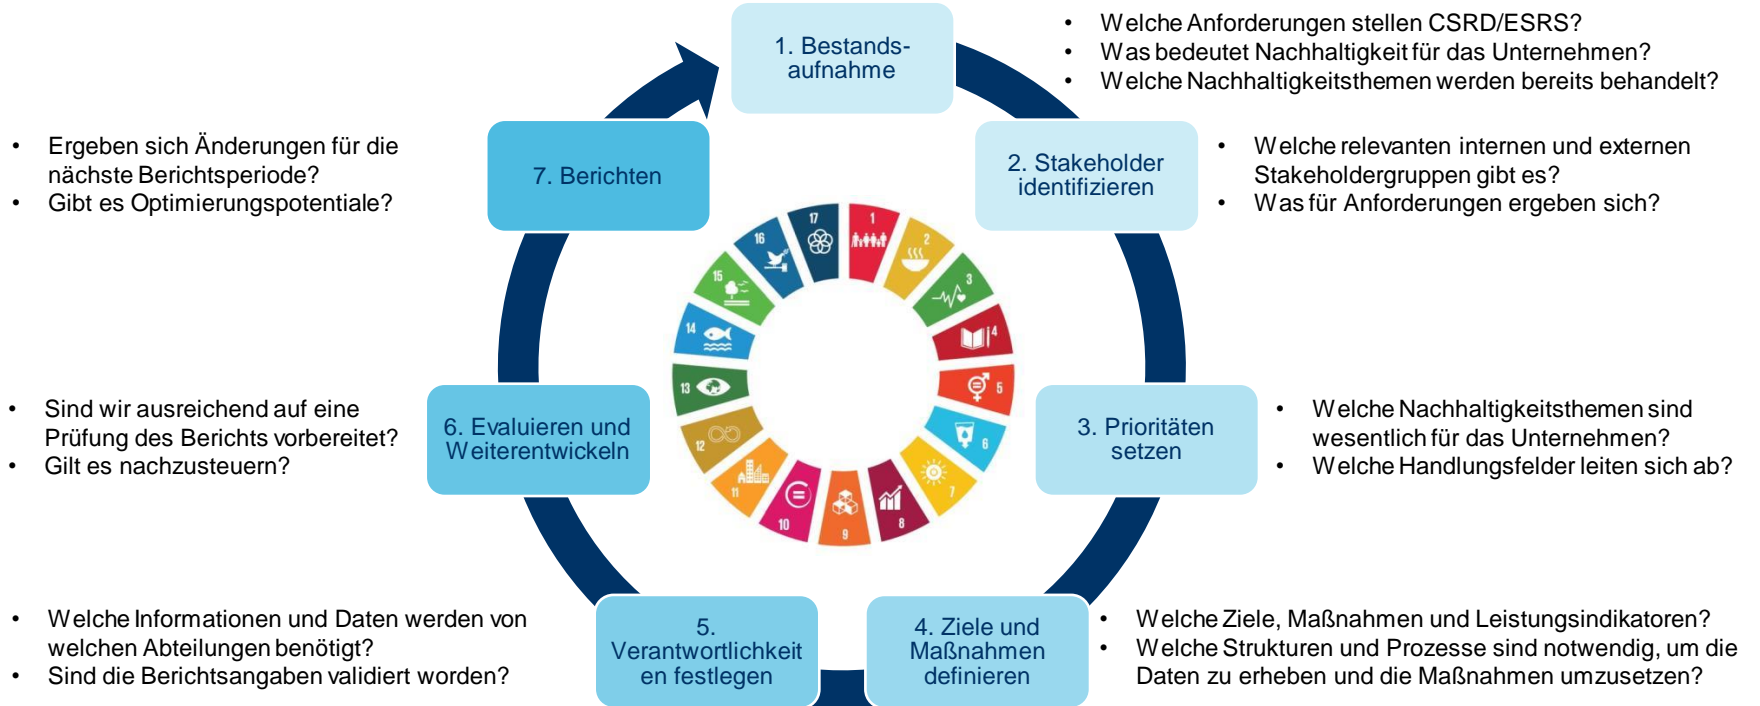 1. Bestands-
aufnahme
• Welche Anforderungen stellen CSRD/ESRS?
• Was bedeutet Nachhaltigkeit für das Unternehmen?
• Welche Nachhaltigkeitsthemen werden bereits behandelt?
2. Stakeholder
identifizieren
• Welche relevanten internen und externen
Stakeholdergruppen gibt es?
• Was für Anforderungen ergeben sich?
3. Prioritäten
setzen
• Welche Nachhaltigkeitsthemen sind
wesentlich für das Unternehmen?
• Welche Handlungsfelder leiten sich ab?
4. Ziele und
Maßnahmen
definieren
• Welche Ziele, Maßnahmen und Leistungsindikatoren?
• Welche Strukturen und Prozesse sind notwendig, um die
Daten zu erheben und die Maßnahmen umzusetzen?
5.
Verantwortlichkeit
en festlegen
• Welche Informationen und Daten werden von
welchen Abteilungen benötigt?
• Sind die Berichtsangaben validiert worden?
6. Evaluieren und
Weiterentwickeln
• Sind wir ausreichend auf eine
Prüfung des Berichts vorbereitet?
• Gilt es nachzusteuern?
7. Berichten
• Ergeben sich Änderungen für die
nächste Berichtsperiode?
• Gibt es Optimierungspotentiale?
1
2
3
4
5
6
7
8
9
10
11
12
13
14
15
16
17